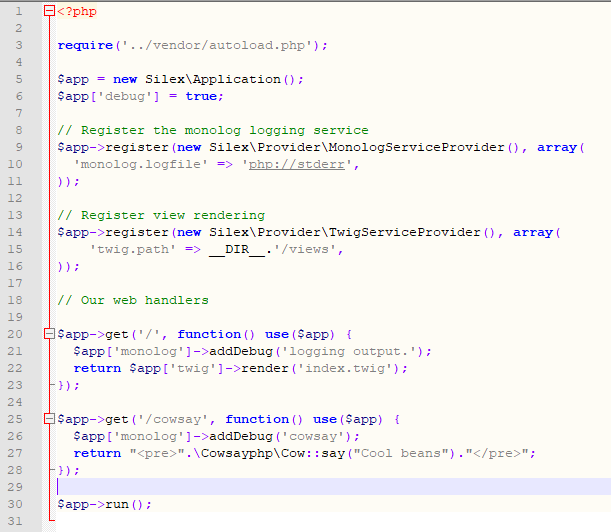 1 <?php
2
3 require('../vendor/autoload.php');
4
5 $app = new Silex\Application();
6 $app['debug'] = true;
7
8 // Register the monolog logging service
9 $app->register(new Silex\Provider\MonologServiceProvider(), array(
10   'monolog.logfile' => 'php://stderr',
11 ));
12
13 // Register view rendering
14 $app->register(new Silex\Provider\TwigServiceProvider(), array(
15     'twig.path' => __DIR__.'/views',
16 ));
17
18 // Our web handlers
19
20 $app->get('/', function() use($app) {
21   $app['monolog']->addDebug('logging output.');
22   return $app['twig']->render('index.twig');
23 });
24
25 $app->get('/cowsay', function() use($app) {
26   $app['monolog']->addDebug('cowsay');
27   return "<pre>".\Cowsayphp\Cow::say("Cool beans")."</pre>";
28 });
29
30 $app->run();
31